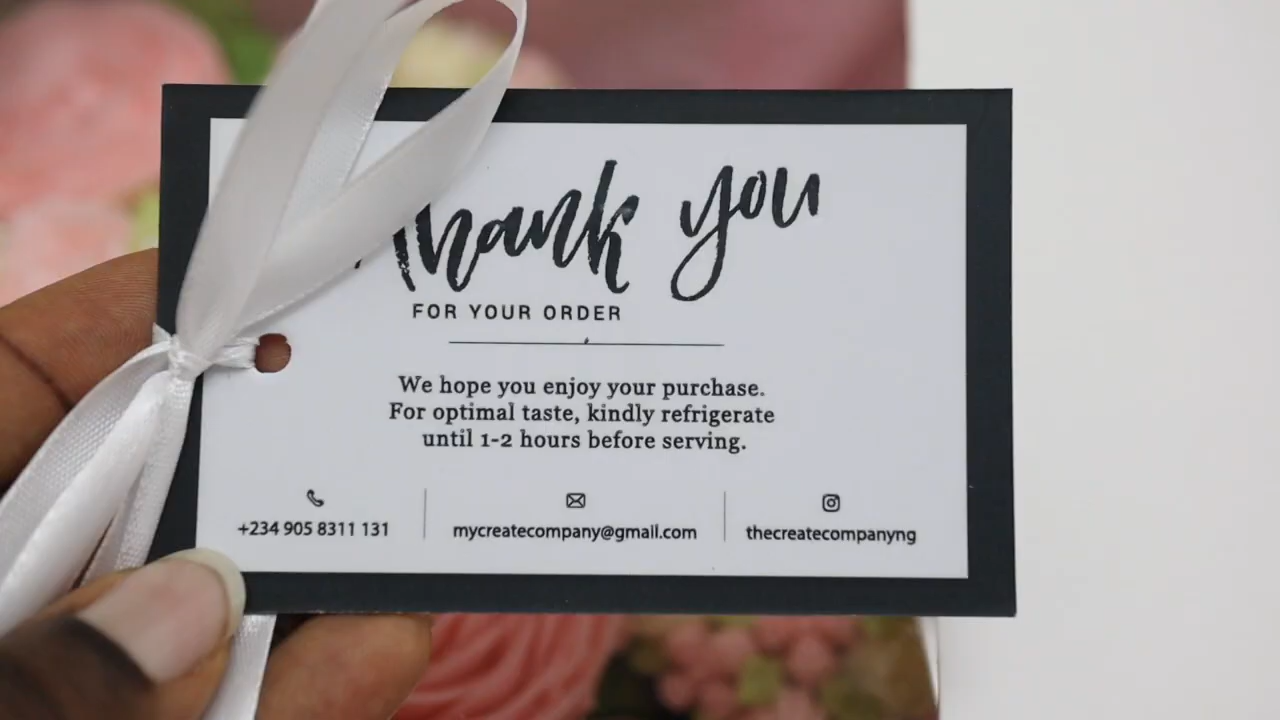 Thank you
FOR YOUR ORDER
We hope you enjoy your purchase.
For optimal taste, kindly refrigerate
until 1-2 hours before serving.
+234 905 8311 131
mycreatecompany@gmail.com
thecreatecompanyng